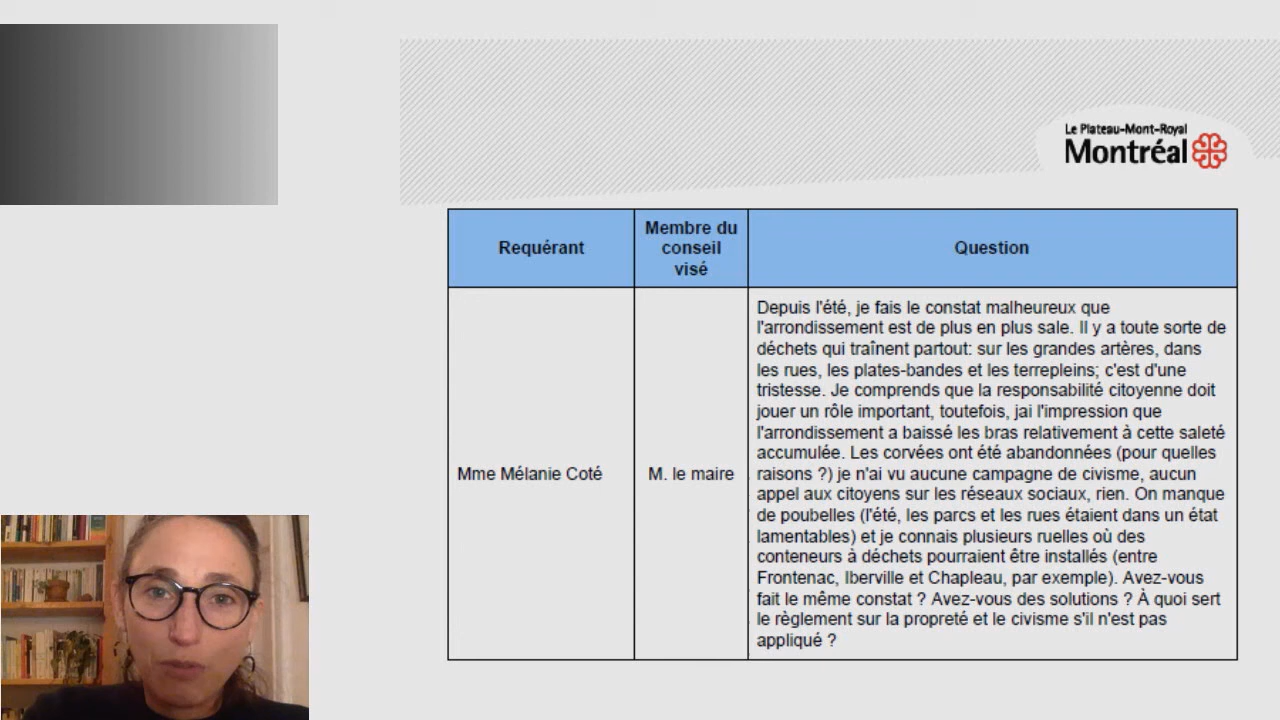 Le Plateau-Mont-Royal
Montréal
Requérant
Membre du
conseil
visé
Question
Mme Mélanie Coté
M. le maire
Depuis l'été, je fais le constat malheureux que
l'arrondissement est de plus en plus sale. Il y a toute sorte de
déchets qui traînent partout: sur les grandes artères, dans
les rues, les plates-bandes et les terrepleins; c'est d'une
tristesse. Je comprends que la responsabilité citoyenne doit
jouer un rôle important, toutefois, jai l'impression que
l'arrondissement a baissé les bras relativement à cette saleté
accumulée. Les corvées ont été abandonnées (pour quelles
raisons ?) je n'ai vu aucune campagne de civisme, aucun
appel aux citoyens sur les réseaux sociaux, rien. On manque
de poubelles (l'été, les parcs et les rues étaient dans un état
lamentables) et je connais plusieurs ruelles où des
conteneurs à déchets pourraient être installés (entre
Frontenac, Iberville et Chapleau, par exemple). Avez-vous
fait le même constat ? Avez-vous des solutions ? À quoi sert
le règlement sur la propreté et le civisme s'il n'est pas
appliqué ?